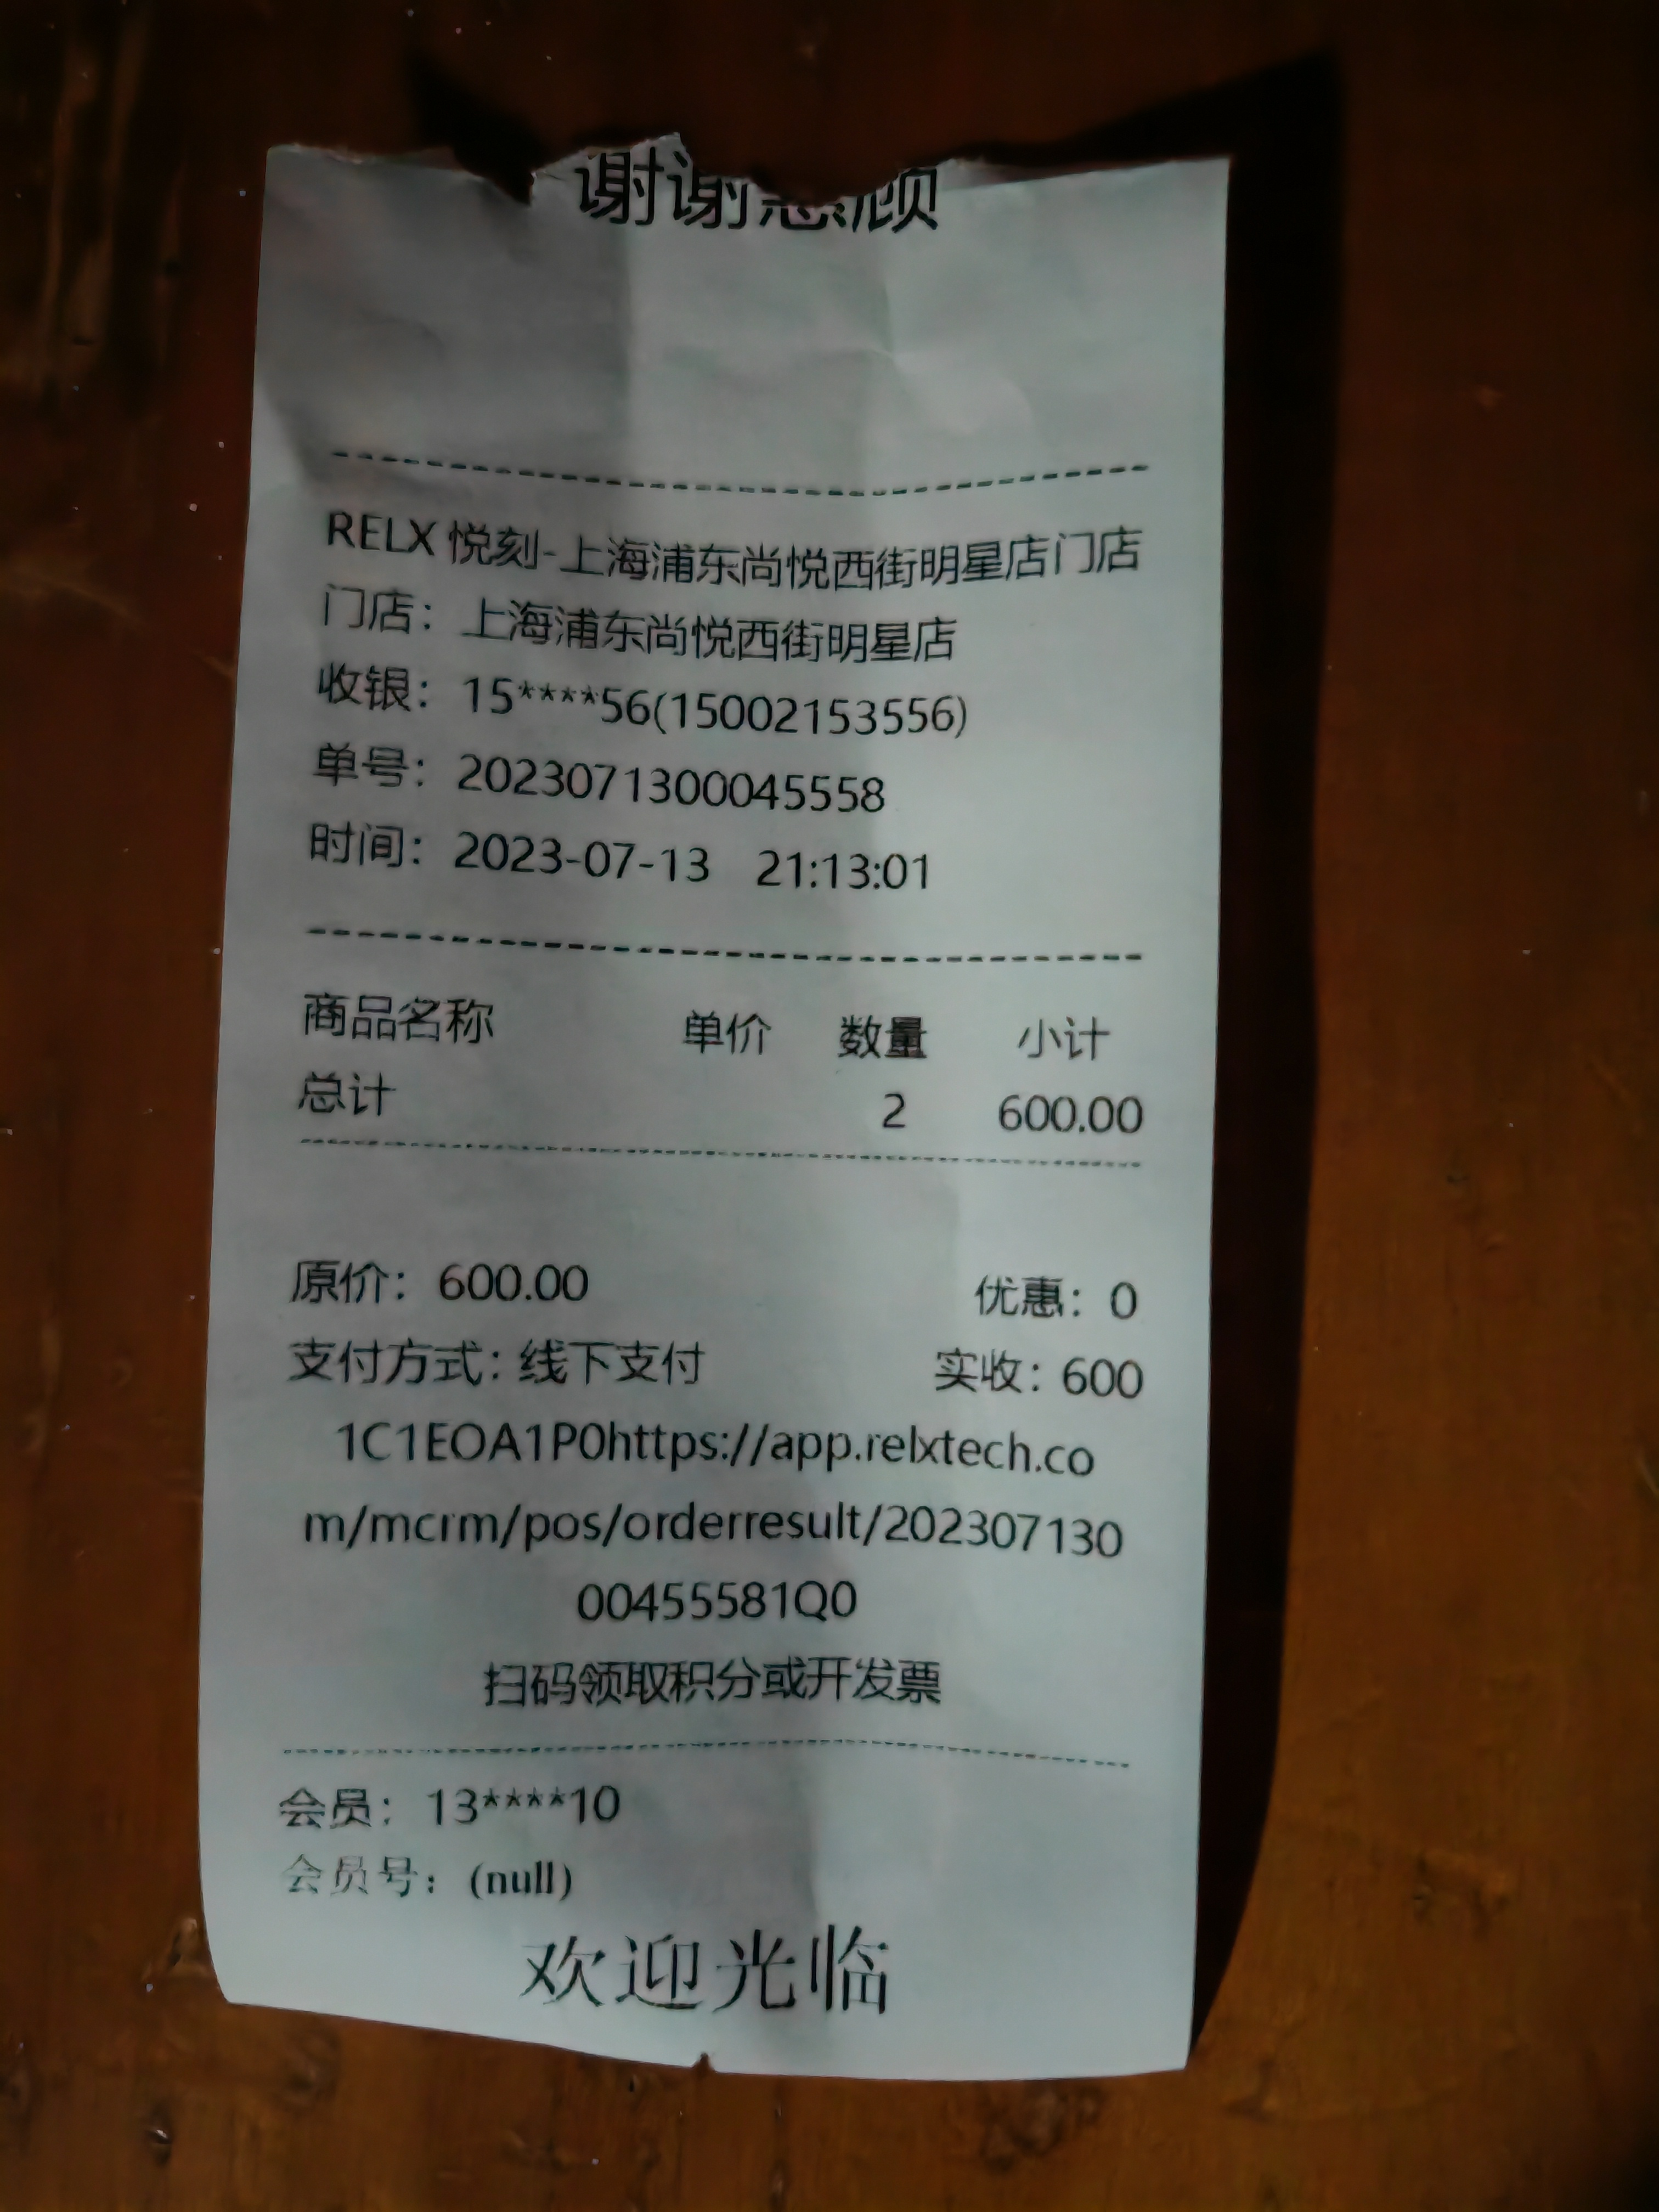 谢谢惠顾
RELX 悦刻-上海浦东尚悦西街明星店门店
门店：上海浦东尚悦西街明星店
收银：15****56(15002153556)
单号：2023071300045558
时间：2023-07-13 21:13:01
商品名称 单价 数量 小计
总计 2 600.00
原价：600.00 优惠：0
支付方式：线下支付 实收：600
1C1EOA1P0https://app.relxtech.co
m/mcrm/pos/orderresult/202307130
00455581Q0
扫码领取积分或开发票
会员：13****10
会员号：(null)
欢迎光临